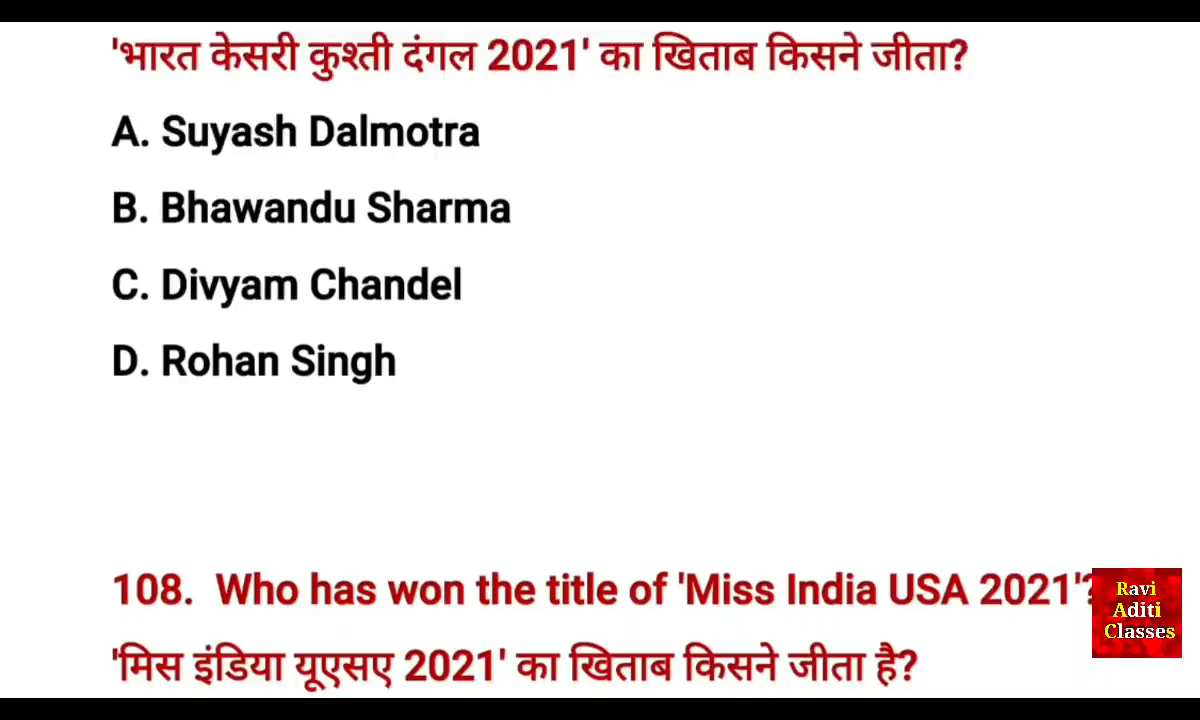 'भारत केसरी कुश्ती दंगल 2021' का खिताब किसने जीता?
A. Suyash Dalmotra
B. Bhawandu Sharma
C. Divyam Chandel
D. Rohan Singh
108. Who has won the title of 'Miss India USA 2021'?
'मिस इंडिया यूएसए 2021' का खिताब किसने जीता है?
Ravi
Aditi
Classes